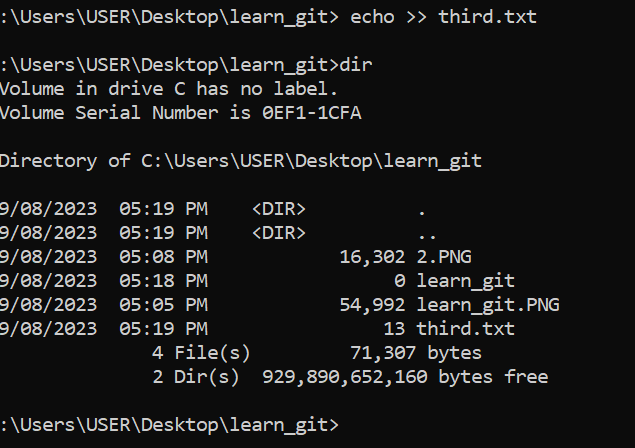 :\Users\USER\Desktop\learn_git> echo >> third.txt
:\Users\USER\Desktop\learn_git>dir
Volume in drive C has no label.
Volume Serial Number is 0EF1-1CFA
Directory of C:\Users\USER\Desktop\learn_git
9/08/2023  05:19 PM    <DIR>          .
9/08/2023  05:19 PM    <DIR>          ..
9/08/2023  05:08 PM            16,302 2.PNG
9/08/2023  05:18 PM                 0 learn_git
9/08/2023  05:05 PM            54,992 learn_git.PNG
9/08/2023  05:19 PM                13 third.txt
4 File(s)         71,307 bytes
2 Dir(s)  929,890,652,160 bytes free
:\Users\USER\Desktop\learn_git>